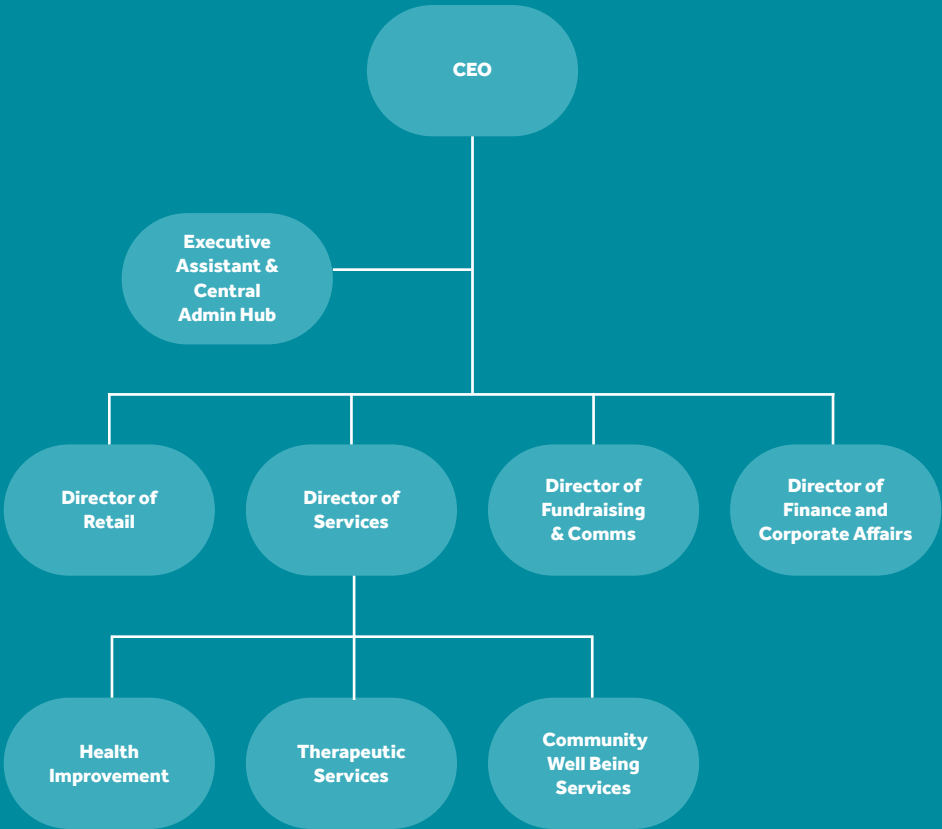 CEO
Executive
Assistant &
Central
Admin Hub
Director of
Retail
Director of
Services
Director of
Fundraising
& Comms
Director of
Finance and
Corporate Affairs
Health
Improvement
Therapeutic
Services
Community
Well Being
Services